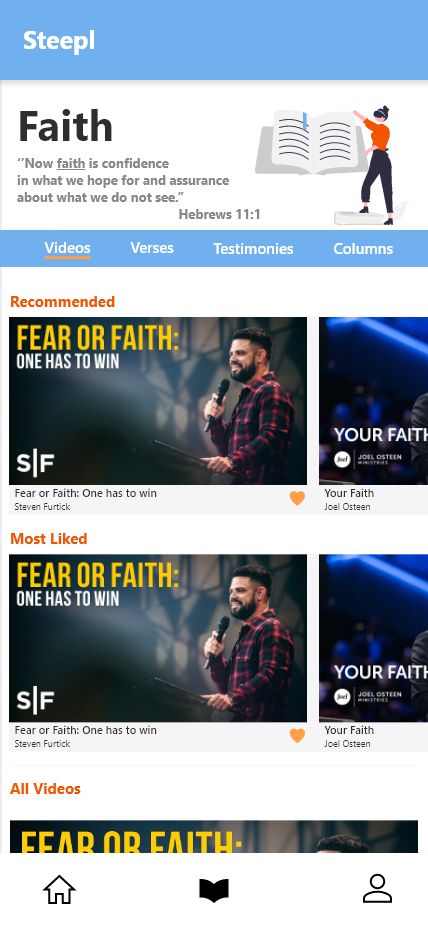 Steepl
Faith
‘‘Now faith is confidence
in what we hope for and assurance
about what we do not see.”
Hebrews 11:1
Videos Verses Testimonies Columns
Recommended
FEAR OR FAITH:
ONE HAS TO WIN
S|F
Fear or Faith: One has to win
Steven Furtick
YOUR FAITH
Joel JOEL OSTEEN
MINISTRIES
Your Faith
Joel Osteen
Most Liked
FEAR OR FAITH:
ONE HAS TO WIN
S|F
Fear or Faith: One has to win
Steven Furtick
YOUR FAITH
Joel JOEL OSTEEN
MINISTRIES
Your Faith
Joel Osteen
All Videos
FEAR OR FAITH: